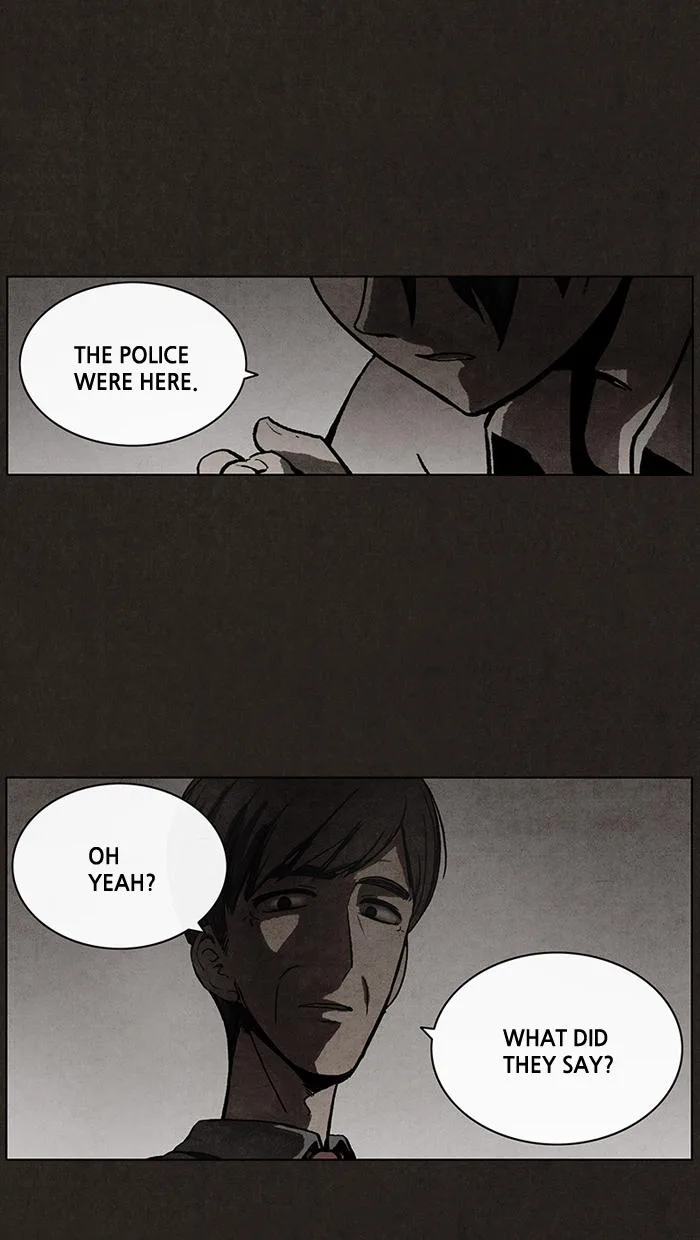 THE POLICE
WERE HERE.
OH
YEAH?
WHAT DID
THEY SAY?